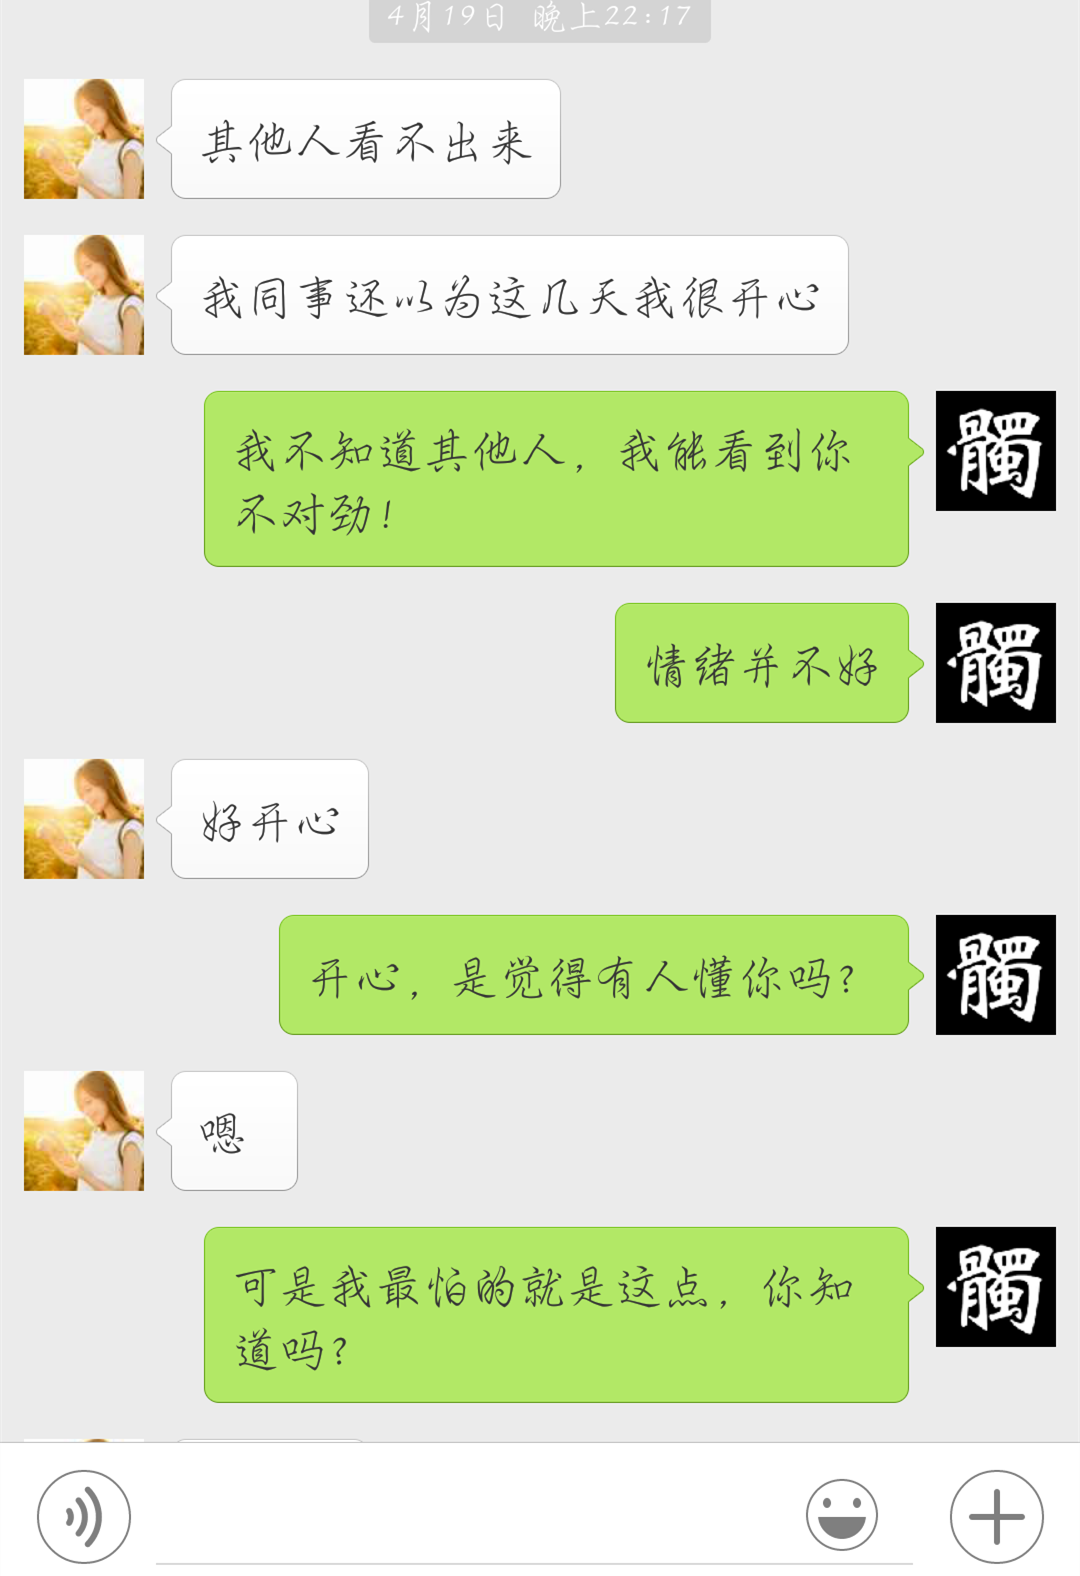 4月19日 晚上22:17
其他人看不出来
我同事还以为这几天我很开心
我不知道其他人，我能看到你
不对劲！
髑
情绪并不好
髑
好开心
开心，是觉得有人懂你吗？
髑
嗯
可是我最怕的就是这点，你知
道吗？
髑